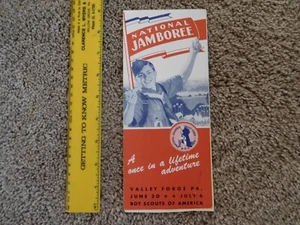 GETTING TO KNOW METRIC
NATIONAL
JAMBOREE
A
once in a lifetime
adventure
VALLEY FORGE PA.
JUNE 30 JULY 6
BOY SCOUTS OF AMERICA